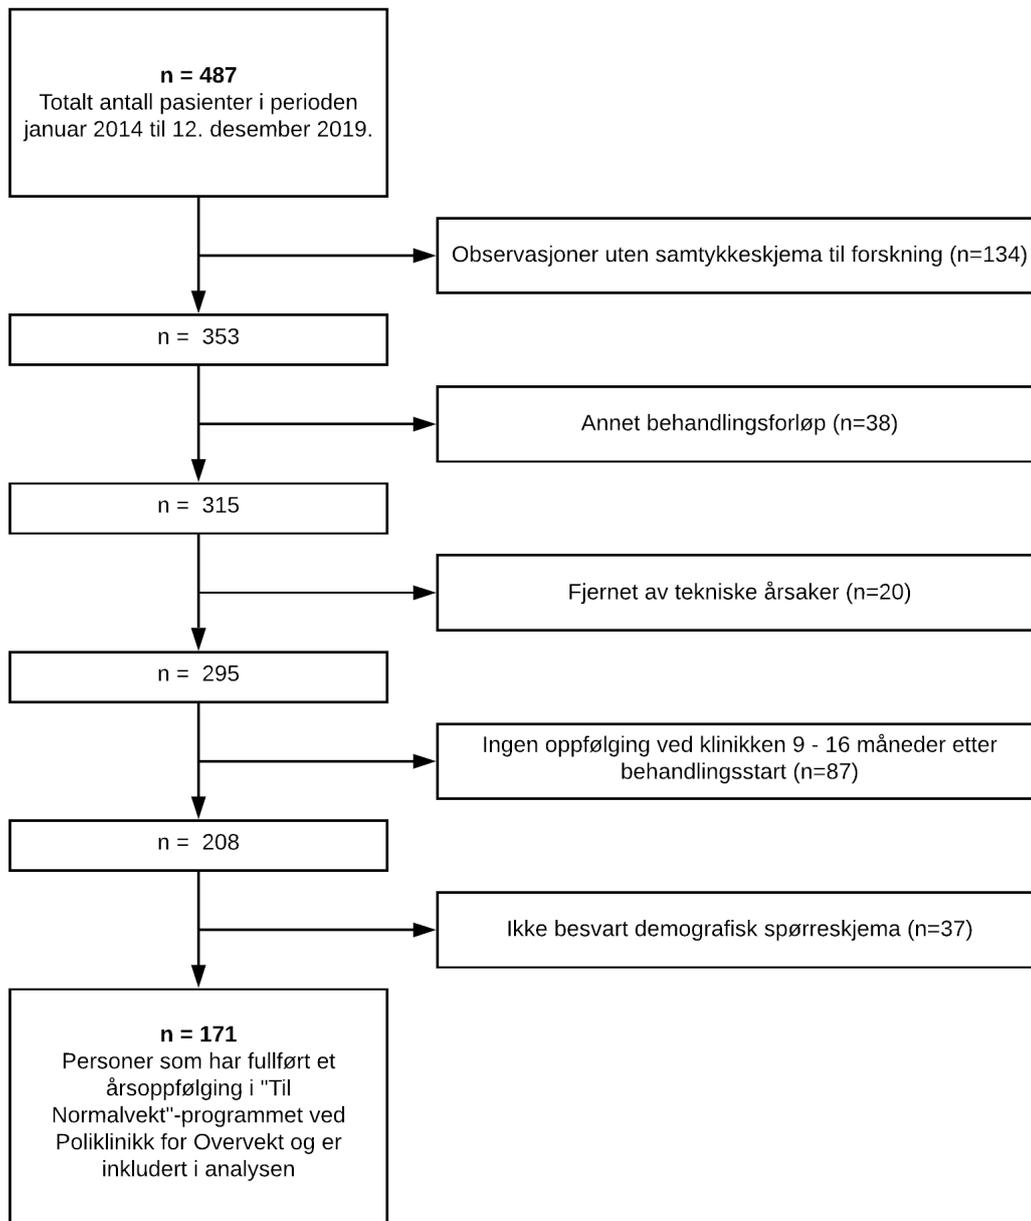 n = 487
Totalt antall pasienter i perioden
januar 2014 til 12. desember 2019.
Observasjoner uten samtykkeskjema til forskning (n=134)
n =  353
Annet behandlingsforløp (n=38)
n =  315
Fjernet av tekniske årsaker (n=20)
n =  295
Ingen oppfølging ved klinikken 9 - 16 måneder etter
behandlingsstart (n=87)
n =  208
Ikke besvart demografisk spørreskjema (n=37)
n = 171
Personer som har fullført et
årsoppfølging i "Til
Normalvekt"-programmet ved
Poliklinikk for Overvekt og er
inkludert i analysen